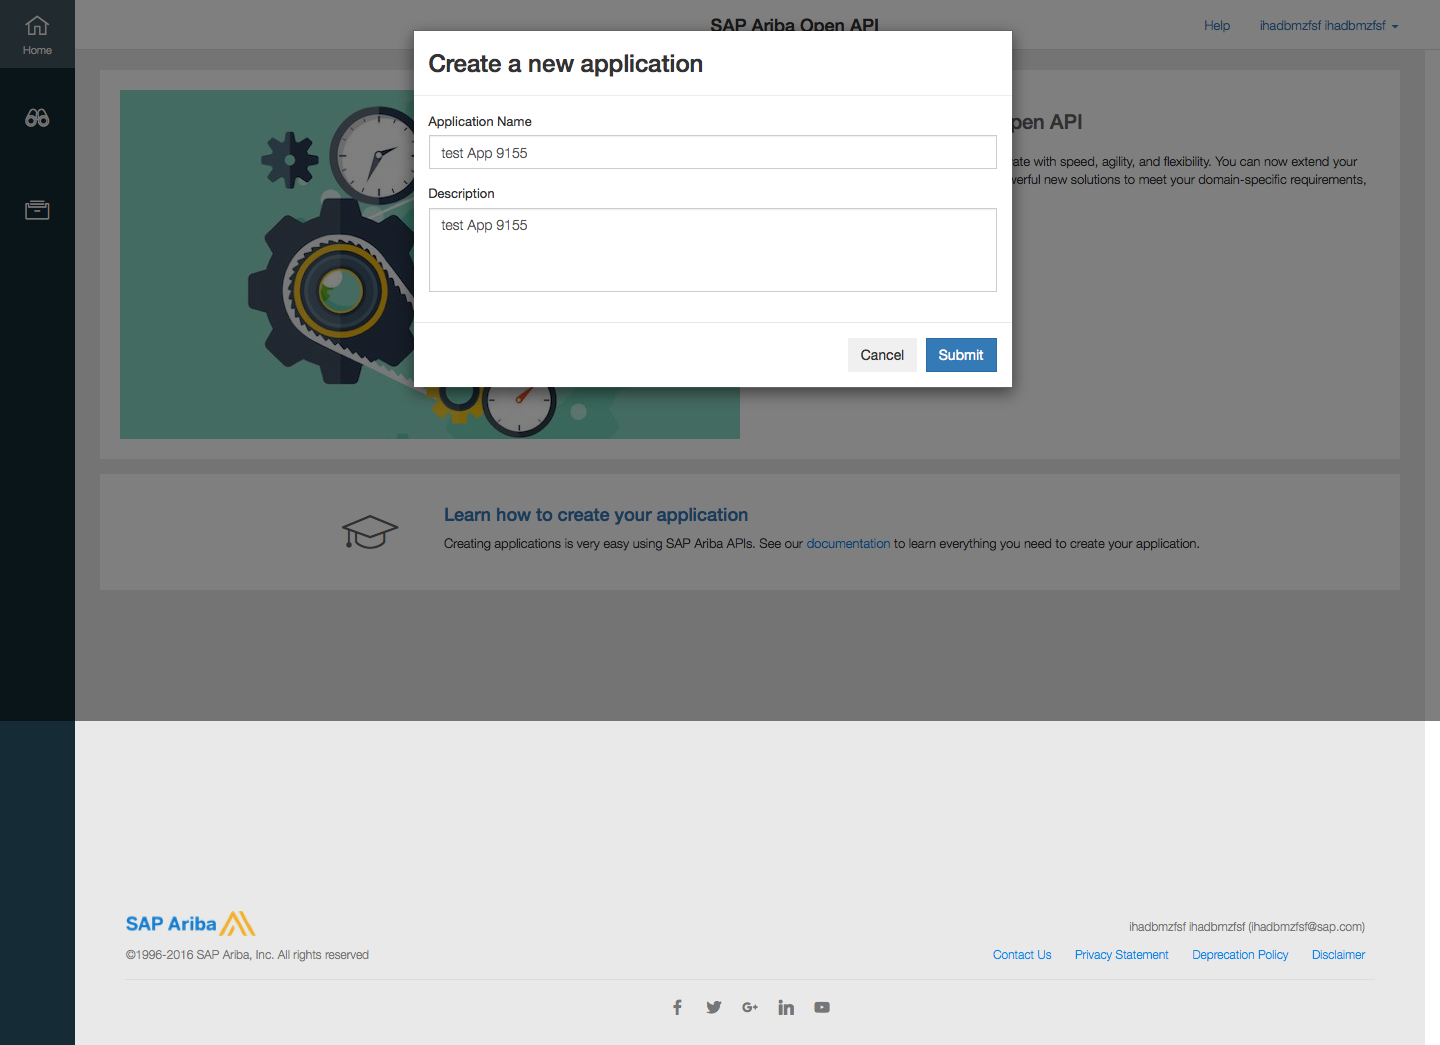 Home
SAP Ariba Open API
Help
ihadbmzfsf ihadbmzfsf
Create a new application
Application Name
test App 9155
Description
test App 9155
Cancel
Submit
pen API
ate with speed, agility, and flexibility. You can now extend your
erful new solutions to meet your domain-specific requirements,
Learn how to create your application
Creating applications is very easy using SAP Ariba APIs. See our documentation to learn everything you need to create your application.
SAP Ariba
ihadbmzfsf ihadbmzfsf (ihadbmzfsf@sap.com)
©1996-2016 SAP Ariba, Inc. All rights reserved
Contact Us
Privacy Statement
Deprecation Policy
Disclaimer